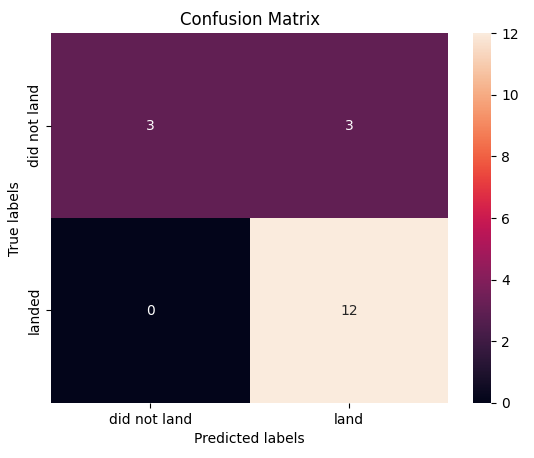 Confusion Matrix
True labels
did not land
landed
3
3
0
12
did not land
land
Predicted labels
12
10
8
6
4
2
0